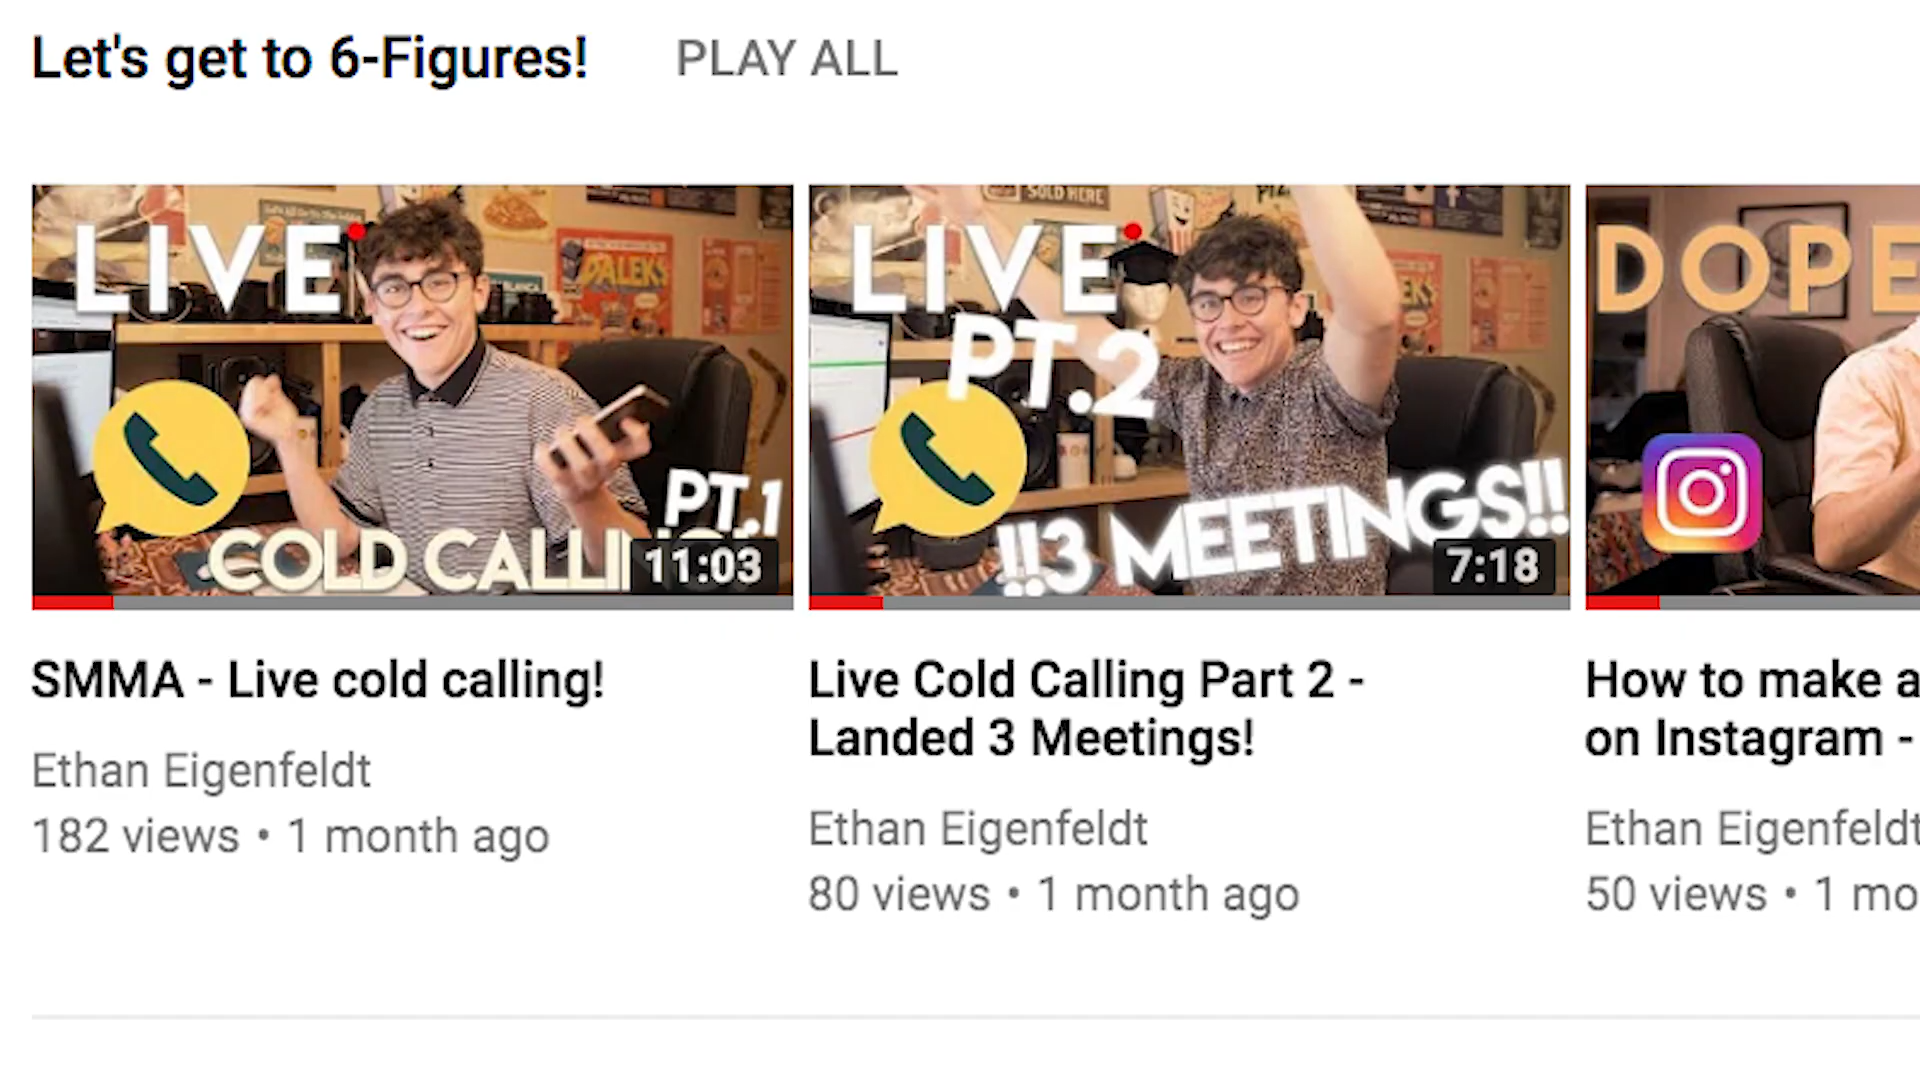 Let's get to 6-Figures! PLAY ALL
LIVE
PT.1
COLD CALLING!
11:03
SOLD HERE
LIVE
PT.2
!!3 MEETINGS!!
7:18
DOPE
SMMA - Live cold calling!
Ethan Eigenfeldt
182 views • 1 month ago
Live Cold Calling Part 2 -
Landed 3 Meetings!
Ethan Eigenfeldt
80 views • 1 month ago
How to make a
on Instagram -
Ethan Eigenfeldt
50 views • 1 mo